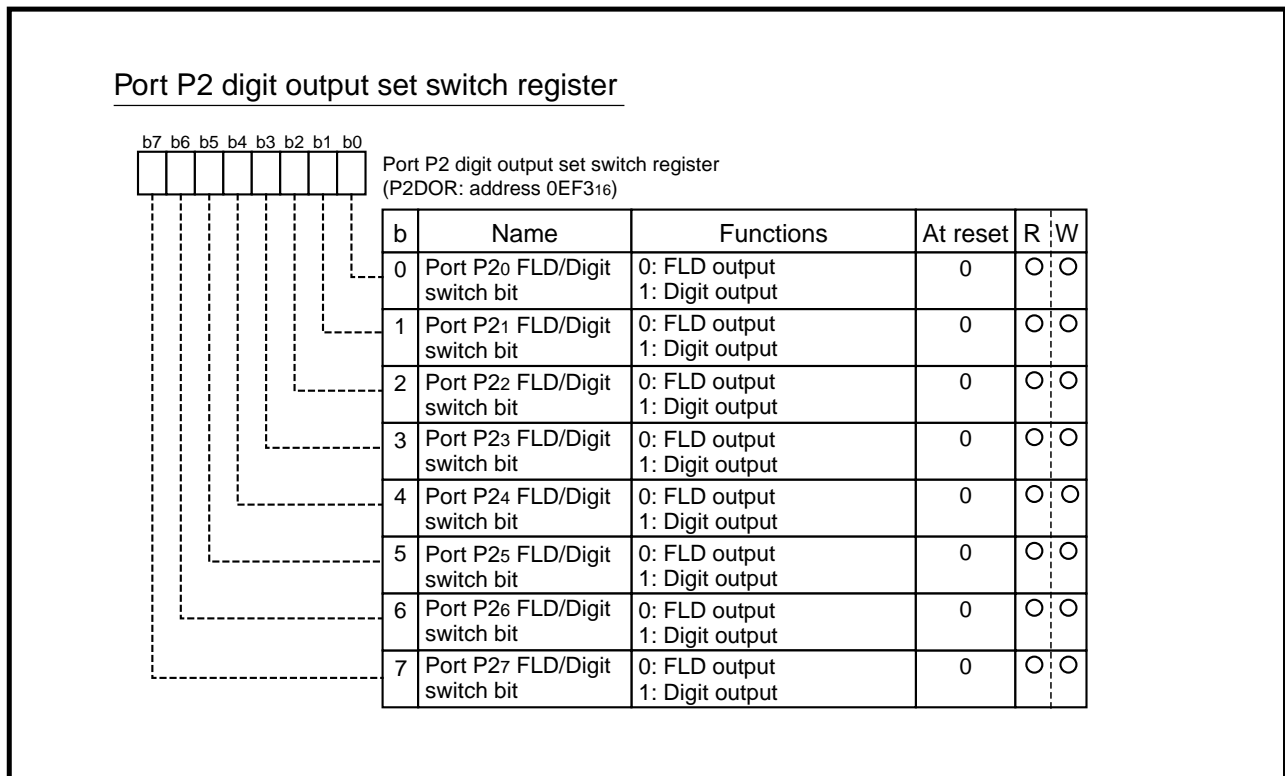 Port P2 digit output set switch register
b7 b6 b5 b4 b3 b2 b1 b0
Port P2 digit output set switch register
(P2DOR: address 0EF316)
b Name Functions At reset R W
0 Port P20 FLD/Digit switch bit 0: FLD output 0
1: Digit output
1 Port P21 FLD/Digit switch bit 0: FLD output 0
1: Digit output
2 Port P22 FLD/Digit switch bit 0: FLD output 0
1: Digit output
3 Port P23 FLD/Digit switch bit 0: FLD output 0
1: Digit output
4 Port P24 FLD/Digit switch bit 0: FLD output 0
1: Digit output
5 Port P25 FLD/Digit switch bit 0: FLD output 0
1: Digit output
6 Port P26 FLD/Digit switch bit 0: FLD output 0
1: Digit output
7 Port P27 FLD/Digit switch bit 0: FLD output 0
1: Digit output